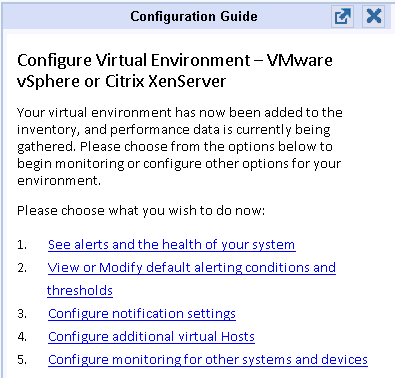 Configuration Guide
Configure Virtual Environment – VMware
vSphere or Citrix XenServer
Your virtual environment has now been added to the
inventory, and performance data is currently being
gathered. Please choose from the options below to
begin monitoring or configure other options for your
environment.
Please choose what you wish to do now:
1. See alerts and the health of your system
2. View or Modify default alerting conditions and
thresholds
3. Configure notification settings
4. Configure additional virtual Hosts
5. Configure monitoring for other systems and devices